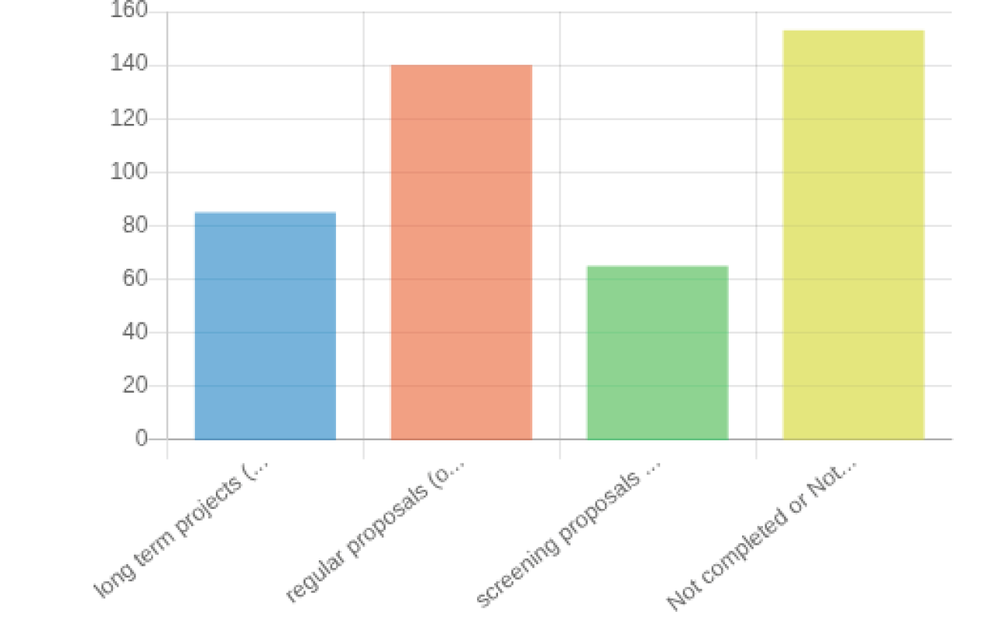 160
140
120
100
80
60
40
20
0
long term projects (...
regular proposals (o...
screening proposals ...
Not completed or Not...